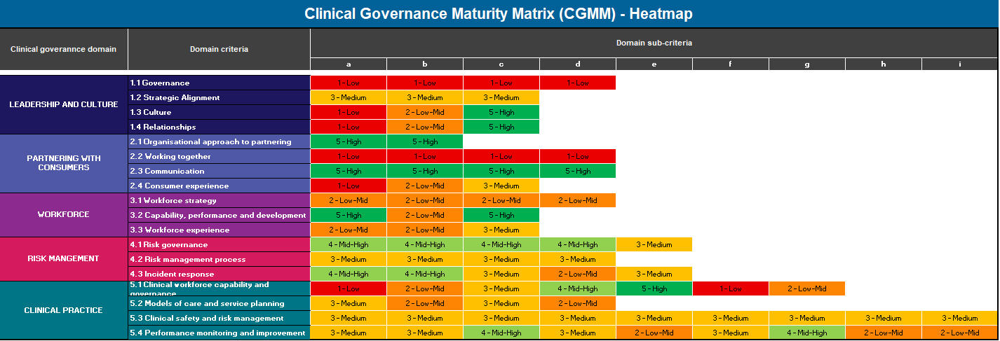 Clinical Governance Maturity Matrix (CGMM) - Heatmap
Clinical goverannce domain Domain criteria Domain sub-criteria
a b c d e f g h i
LEADERSHIP AND CULTURE
1.1 Governance 1 - Low 1 - Low 1 - Low 1 - Low
1.2 Strategic Alignment 3 - Medium 3 - Medium 3 - Medium
1.3 Culture 1 - Low 2 - Low-Mid 5 - High
1.4 Relationships 1 - Low 2 - Low-Mid 5 - High
PARTNERING WITH
CONSUMERS
2.1 Organisational approach to partnering 5 - High 5 - High
2.2 Working together 1 - Low 1 - Low 1 - Low 1 - Low
2.3 Communication 5 - High 5 - High 5 - High 5 - High
2.4 Consumer experience 1 - Low 2 - Low-Mid 3 - Medium
WORKFORCE
3.1 Workforce strategy 2 - Low-Mid 2 - Low-Mid 2 - Low-Mid 2 - Low-Mid
3.2 Capability, performance and development 5 - High 2 - Low-Mid 5 - High
3.3 Workforce experience 2 - Low-Mid 2 - Low-Mid 3 - Medium
RISK MANGEMENT
4.1 Risk governance 4 - Mid-High 4 - Mid-High 4 - Mid-High 4 - Mid-High 3 - Medium
4.2 Risk management process 3 - Medium 3 - Medium 3 - Medium 3 - Medium
4.3 Incident response 4 - Mid-High 4 - Mid-High 3 - Medium 2 - Low-Mid 3 - Medium
CLINICAL PRACTICE
5.1 Clinical workforce capability and
governance 1 - Low 2 - Low-Mid 3 - Medium 4 - Mid-High 5 - High 1 - Low 2 - Low-Mid
5.2 Models of care and service planning 3 - Medium 2 - Low-Mid 3 - Medium 2 - Low-Mid
5.3 Clinical safety and risk management 3 - Medium 3 - Medium 3 - Medium 3 - Medium 3 - Medium 3 - Medium 3 - Medium 3 - Medium 3 - Medium
5.4 Performance monitoring and improvement 3 - Medium 3 - Medium 4 - Mid-High 3 - Medium 2 - Low-Mid 3 - Medium 4 - Mid-High 2 - Low-Mid 2 - Low-Mid